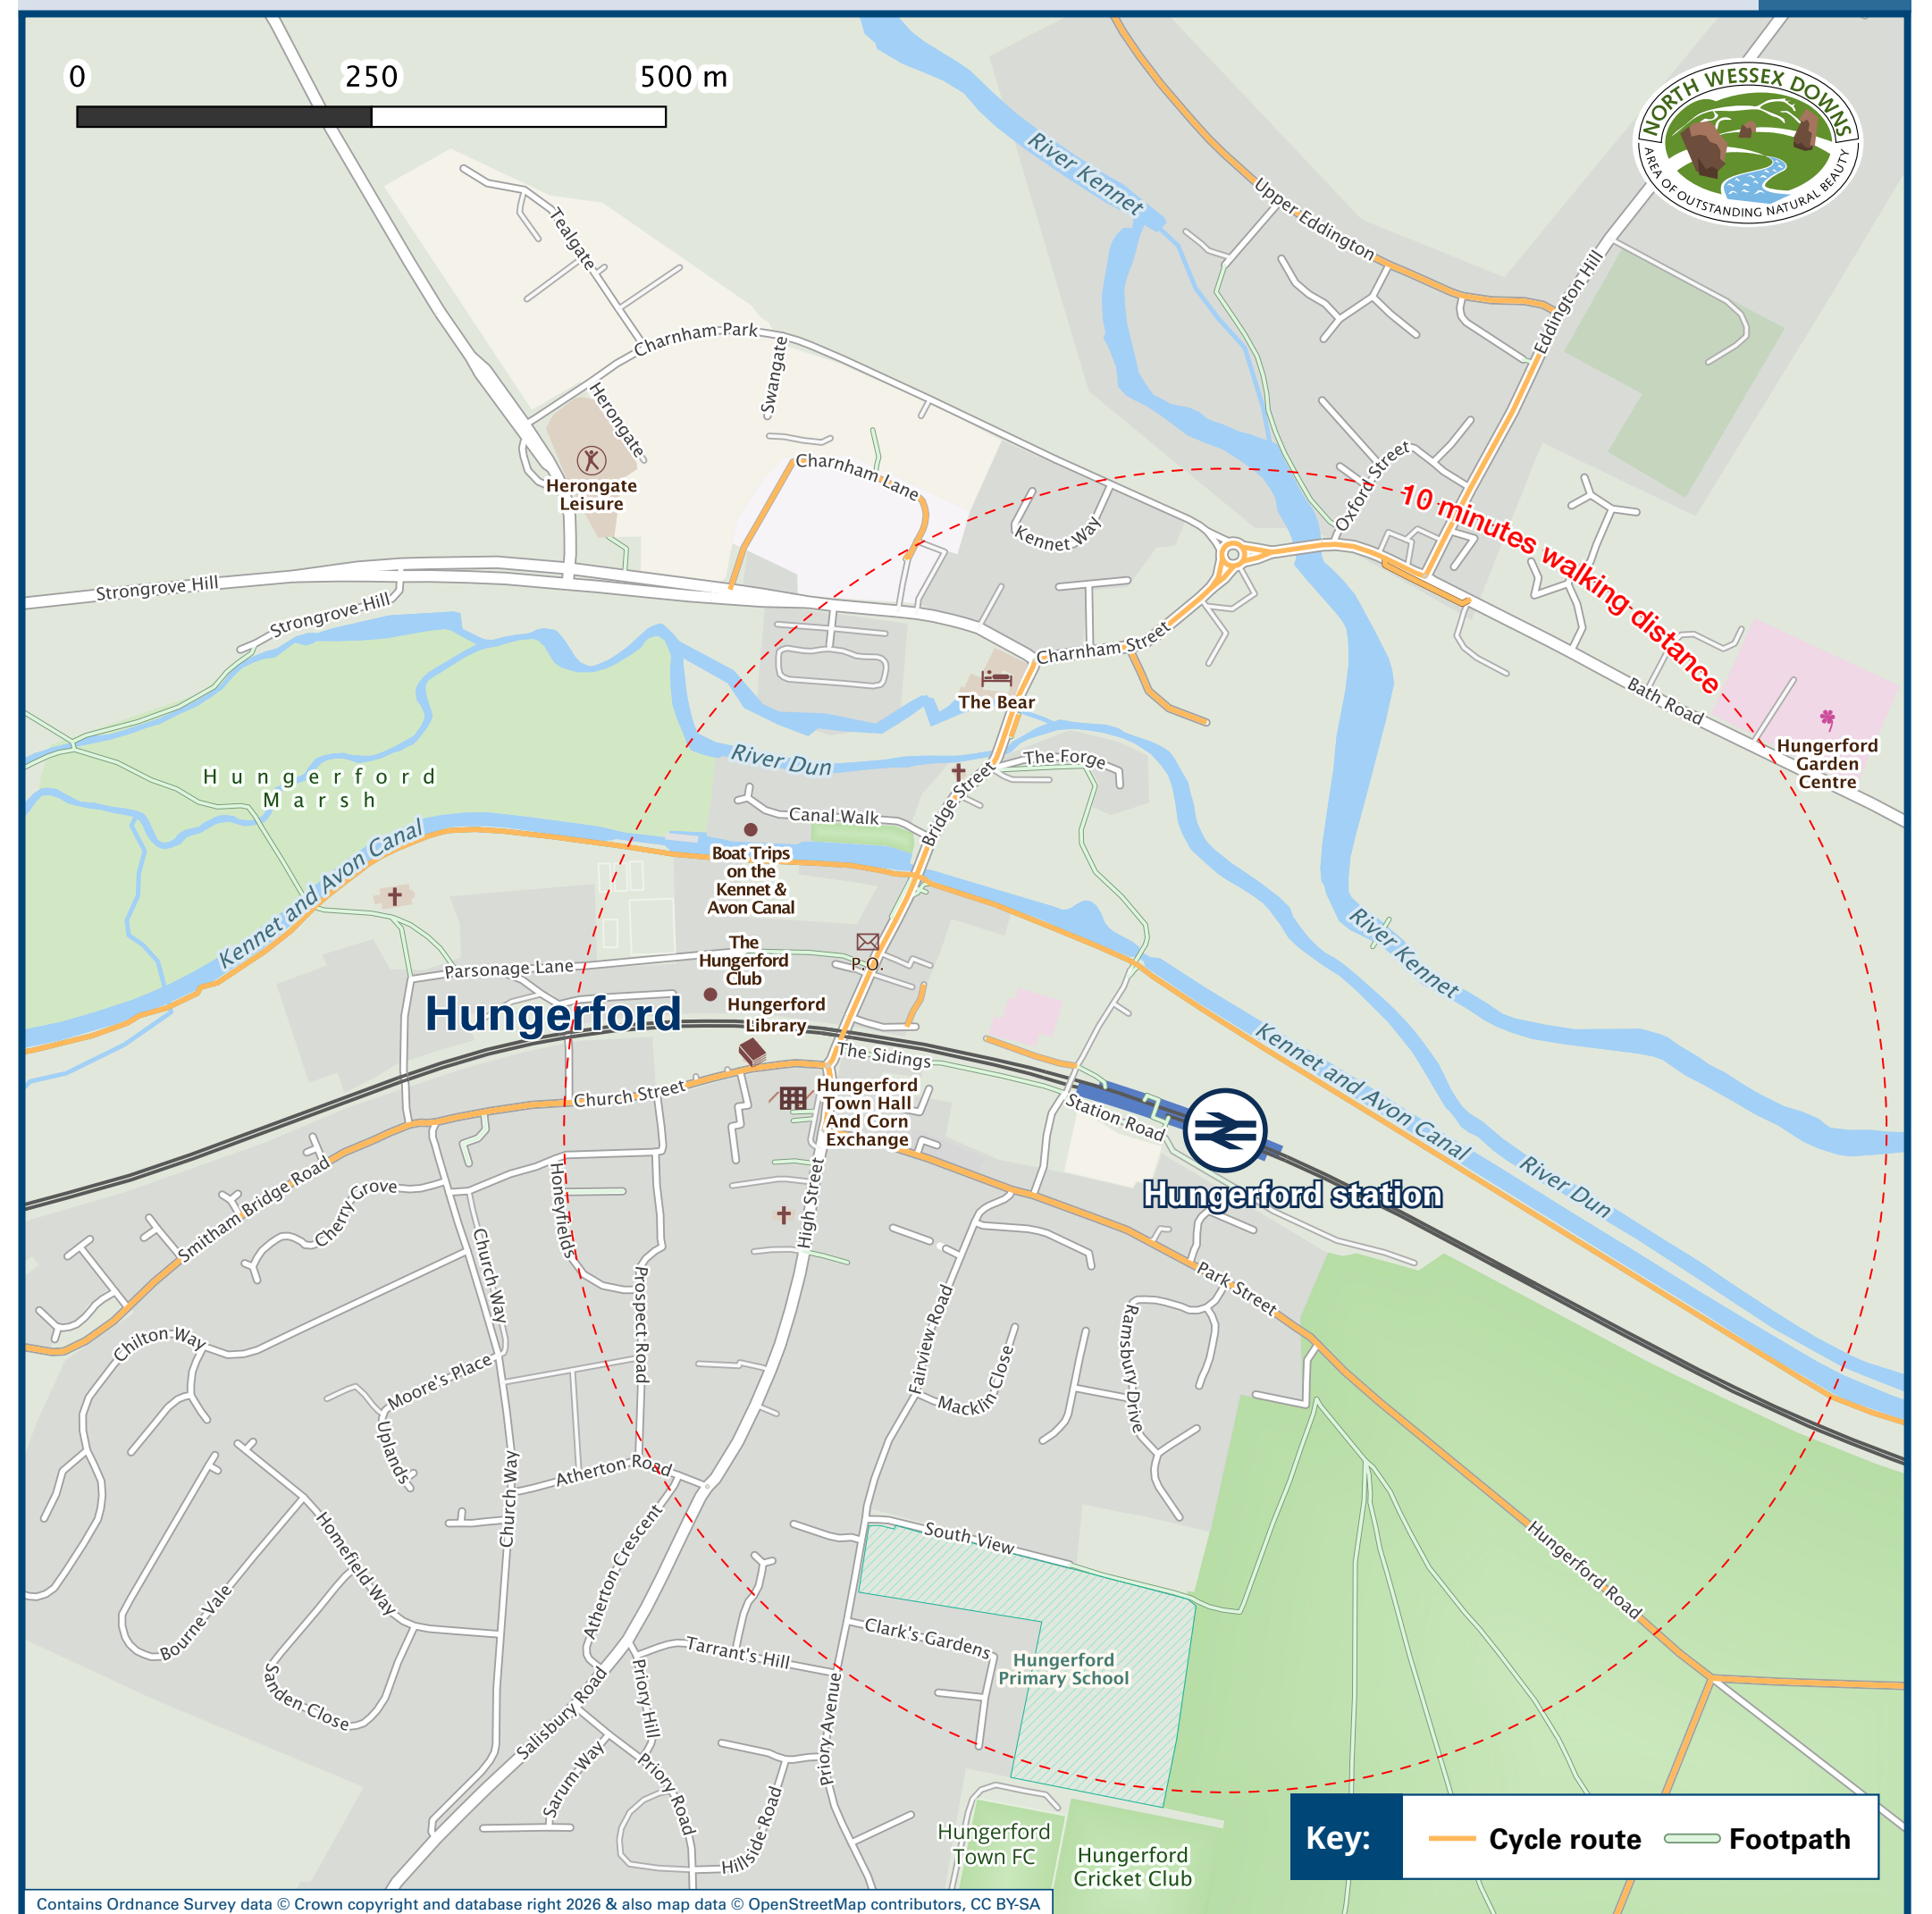 0 250 500 m
NORTH WESSEX DOWNS
AREA OF OUTSTANDING NATURAL BEAUTY
River Kennet
Upper Eddington
Eddington Hill
Tealgate
Charnham Park
Swangate
Herongate
Herongate
Leisure
Charnham Lane
Kennet Way
Oxford Street
10 minutes walking distance
Strongrove Hill
Strongrove Hill
Charnham Street
The Bear
Bath Road
Hungerford
Garden
Centre
River Dun
The Forge
Hungerford
Marsh
Canal Walk
Bridge Street
Boat Trips
on the
Kennet &
Avon Canal
Kennet and Avon Canal
River Kennet
The
Hungerford
Club
P.O.
Parsonage Lane
Hungerford
Hungerford
Library
The Sidings
Kennet and Avon Canal
Church Street
Hungerford
Town Hall
And Corn
Exchange
Station Road
Hungerford station
River Dun
Smitham Bridge Road
Cherry Grove
Honeyfields
High Street
Church Way
Prospect Road
Park Street
Fairview Road
Ramsbury Drive
Chilton Way
Moore's Place
Macklin Close
Uplands
Atherton Road
Church Way
Homefield Way
Atherton Crescent
South View
Hungerford Road
Bourne Vale
Clark's Gardens
Tarrant's Hill
Hungerford
Primary School
Sanden Close
Salisbury Road
Priory Hill
Priory Avenue
Sarum Way
Priory Road
Hillside Road
Hungerford
Town FC
Hungerford
Cricket Club
Key: Cycle route Footpath
Contains Ordnance Survey data © Crown copyright and database right 2026 & also map data © OpenStreetMap contributors, CC BY-SA